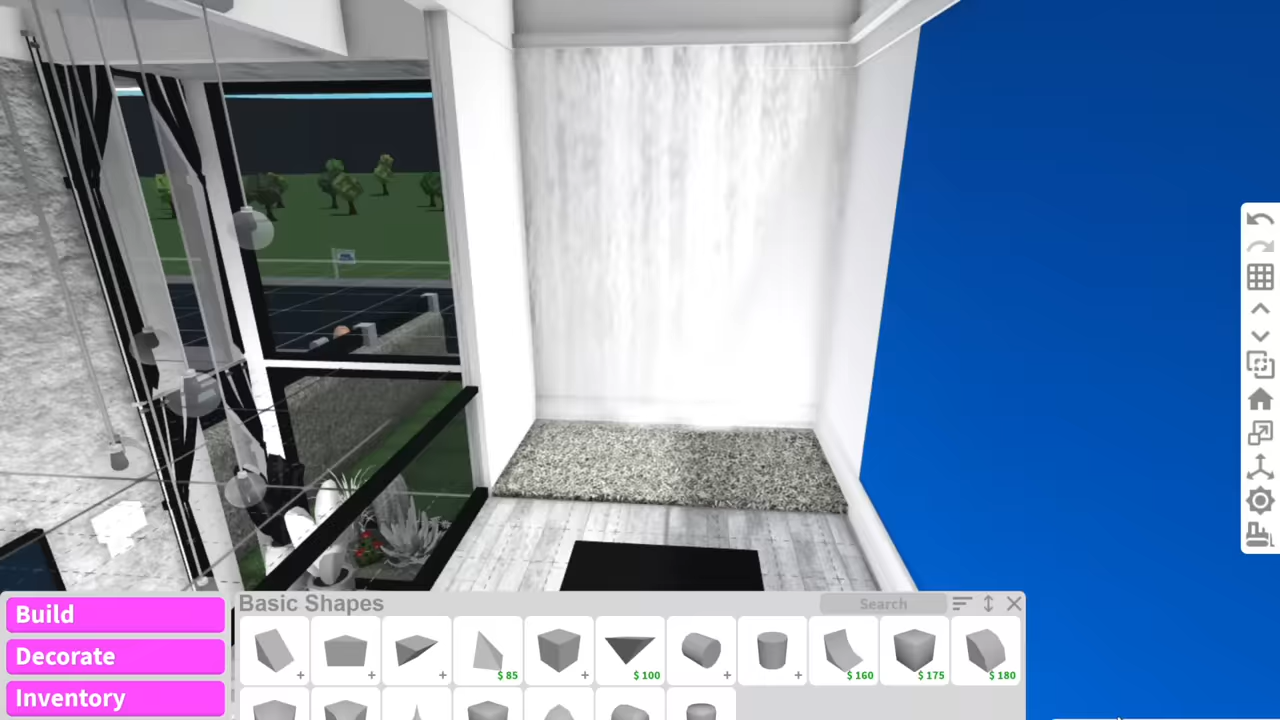 Build
Decorate
Inventory
Basic Shapes
Search
+ + + $ 85 + $ 100 + + $ 160 $ 175 $ 180